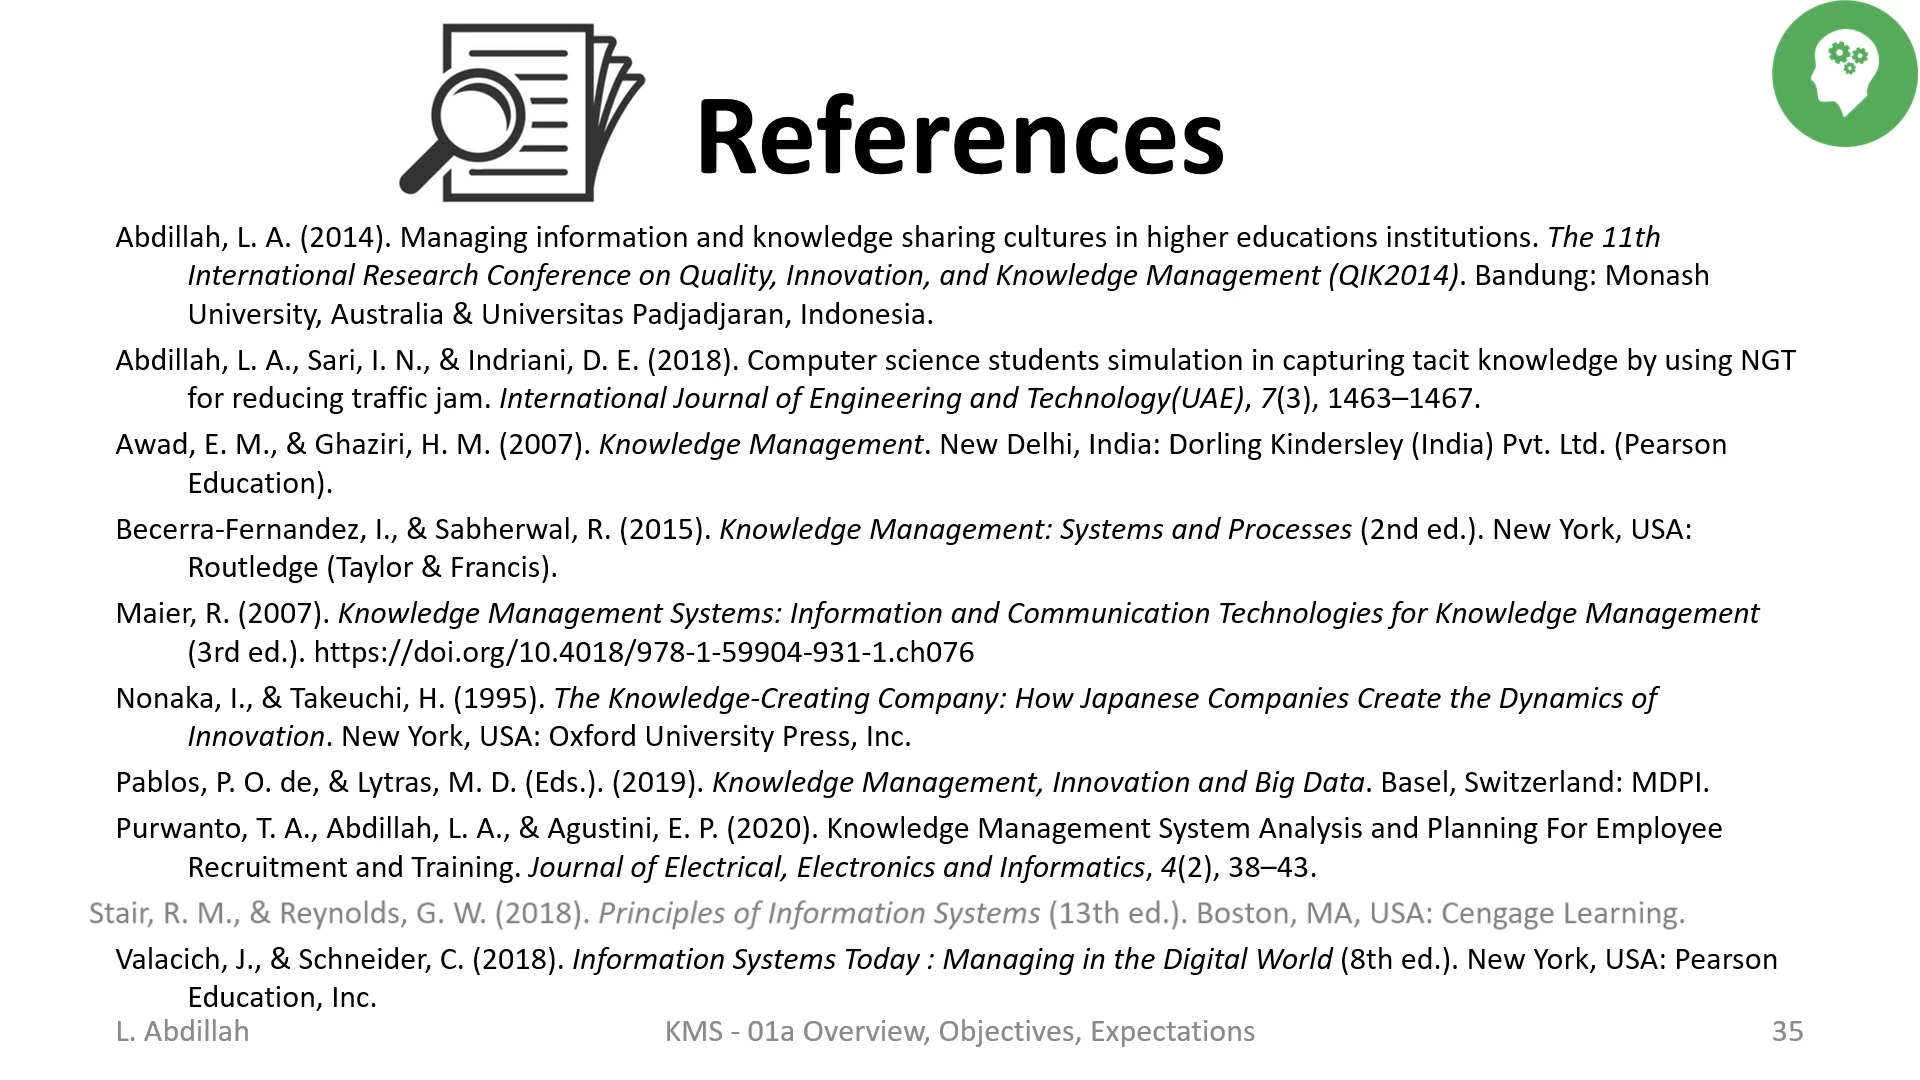 References
Abdillah, L. A. (2014). Managing information and knowledge sharing cultures in higher educations institutions. The 11th
International Research Conference on Quality, Innovation, and Knowledge Management (QIK2014). Bandung: Monash
University, Australia & Universitas Padjadjaran, Indonesia.
Abdillah, L. A., Sari, I. N., & Indriani, D. E. (2018). Computer science students simulation in capturing tacit knowledge by using NGT
for reducing traffic jam. International Journal of Engineering and Technology(UAE), 7(3), 1463–1467.
Awad, E. M., & Ghaziri, H. M. (2007). Knowledge Management. New Delhi, India: Dorling Kindersley (India) Pvt. Ltd. (Pearson
Education).
Becerra-Fernandez, I., & Sabherwal, R. (2015). Knowledge Management: Systems and Processes (2nd ed.). New York, USA:
Routledge (Taylor & Francis).
Maier, R. (2007). Knowledge Management Systems: Information and Communication Technologies for Knowledge Management
(3rd ed.). https://doi.org/10.4018/978-1-59904-931-1.ch076
Nonaka, I., & Takeuchi, H. (1995). The Knowledge-Creating Company: How Japanese Companies Create the Dynamics of
Innovation. New York, USA: Oxford University Press, Inc.
Pablos, P. O. de, & Lytras, M. D. (Eds.). (2019). Knowledge Management, Innovation and Big Data. Basel, Switzerland: MDPI.
Purwanto, T. A., Abdillah, L. A., & Agustini, E. P. (2020). Knowledge Management System Analysis and Planning For Employee
Recruitment and Training. Journal of Electrical, Electronics and Informatics, 4(2), 38–43.
Stair, R. M., & Reynolds, G. W. (2018). Principles of Information Systems (13th ed.). Boston, MA, USA: Cengage Learning.
Valacich, J., & Schneider, C. (2018). Information Systems Today : Managing in the Digital World (8th ed.). New York, USA: Pearson
Education, Inc.
L. Abdillah
KMS - 01a Overview, Objectives, Expectations
35